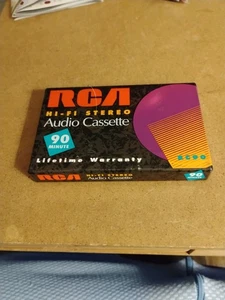 RCA
HI-FI STEREO
Audio Cassette
90
MINUTE
Lifetime Warranty
RC90
RCA
HI-FI STEREO
Audio Cassette
90